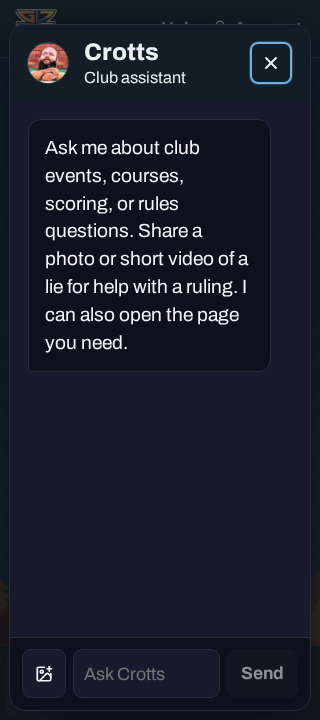 Crotts
Club assistant
Ask me about club
events, courses,
scoring, or rules
questions. Share a
photo or short video of a
lie for help with a ruling. I
can also open the page
you need.
Ask Crotts
Send